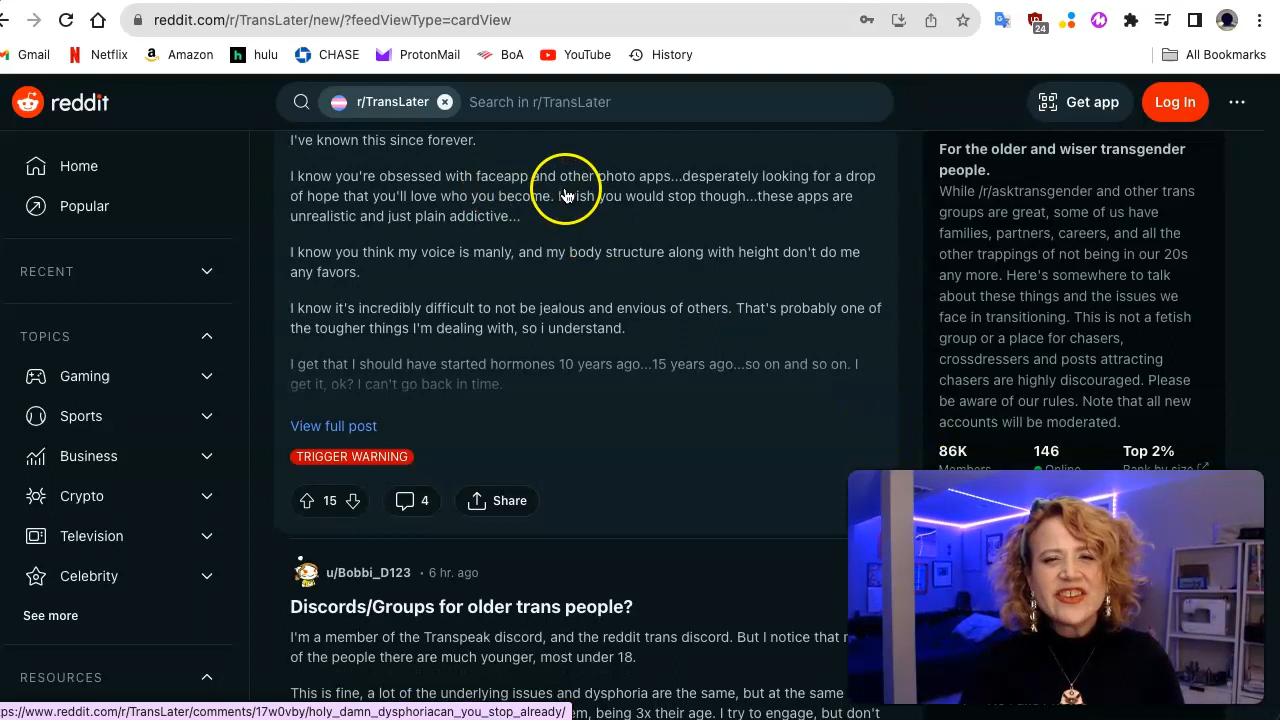 reddit.com/r/TransLater/new/?feedViewType=cardView
24
Gmail Netflix Amazon hulu CHASE ProtonMail BoA YouTube History All Bookmarks
reddit
r/TransLater Search in r/TransLater
Get app
Log In
Home
Popular
RECENT
TOPICS
Gaming
Sports
Business
Crypto
Television
Celebrity
See more
RESOURCES
I've known this since forever.
I know you're obsessed with faceapp and other photo apps...desperately looking for a drop
of hope that you'll love who you become. I wish you would stop though...these apps are
unrealistic and just plain addictive...
I know you think my voice is manly, and my body structure along with height don't do me
any favors.
I know it's incredibly difficult to not be jealous and envious of others. That's probably one of
the tougher things I'm dealing with, so i understand.
I get that I should have started hormones 10 years ago...15 years ago...so on and so on. I
get it, ok? I can't go back in time.
View full post
TRIGGER WARNING
15 4 Share
u/Bobbi_D123 • 6 hr. ago
Discords/Groups for older trans people?
I'm a member of the Transpeak discord, and the reddit trans discord. But I notice that
of the people there are much younger, most under 18.
This is fine, a lot of the underlying issues and dysphoria are the same, but at the same
being 3x their age. I try to engage, but don't
For the older and wiser transgender
people.
While /r/asktransgender and other trans
groups are great, some of us have
families, partners, careers, and all the
other trappings of not being in our 20s
any more. Here's somewhere to talk
about these things and the issues we
face in transitioning. This is not a fetish
group or a place for chasers,
crossdressers and posts attracting
chasers are highly discouraged. Please
be aware of our rules. Note that all new
accounts will be moderated.
86K 146 Top 2%
Members Online Rank by size
ps://www.reddit.com/r/TransLater/comments/17w0vby/holy_damn_dysphoriacan_you_stop_already/